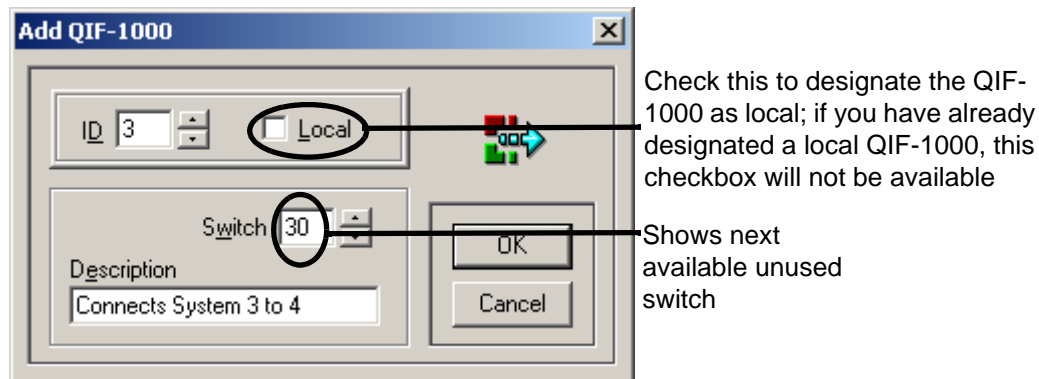 Add QIF-1000
ID 3 Local
Switch 30
Description
Connects System 3 to 4
OK
Cancel
Check this to designate the QIF-
1000 as local; if you have already
designated a local QIF-1000, this
checkbox will not be available
Shows next
available unused
switch